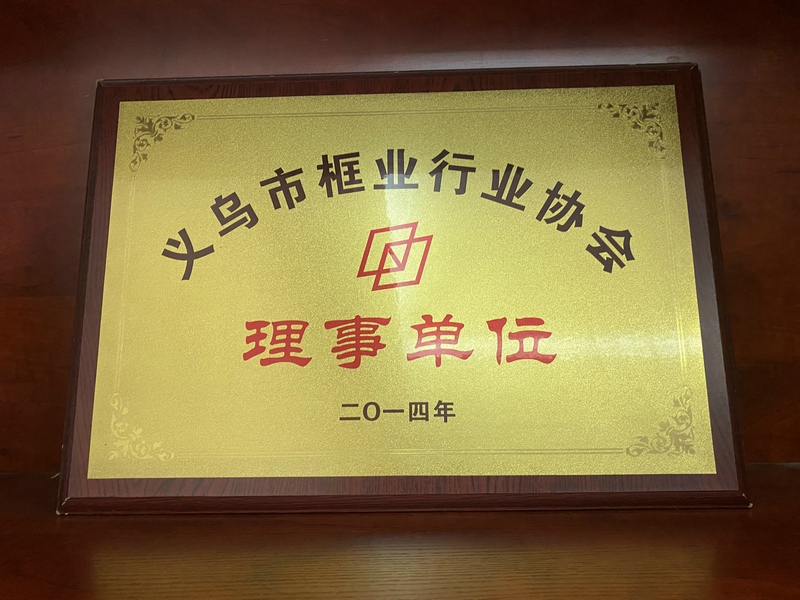 义乌市框业行业协会
理事单位
二〇一四年